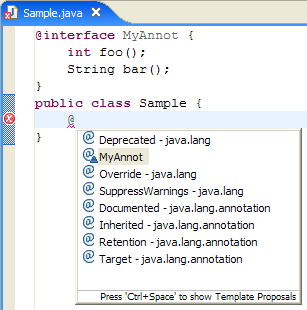 Sample.java
@interface MyAnnot {
int foo();
String bar();
}
public class Sample {
@
}
Deprecated - java.lang
MyAnnot
Override - java.lang
SuppressWarnings - java.lang
Documented - java.lang.annotation
Inherited - java.lang.annotation
Retention - java.lang.annotation
Target - java.lang.annotation
Press 'Ctrl+Space' to show Template Proposals